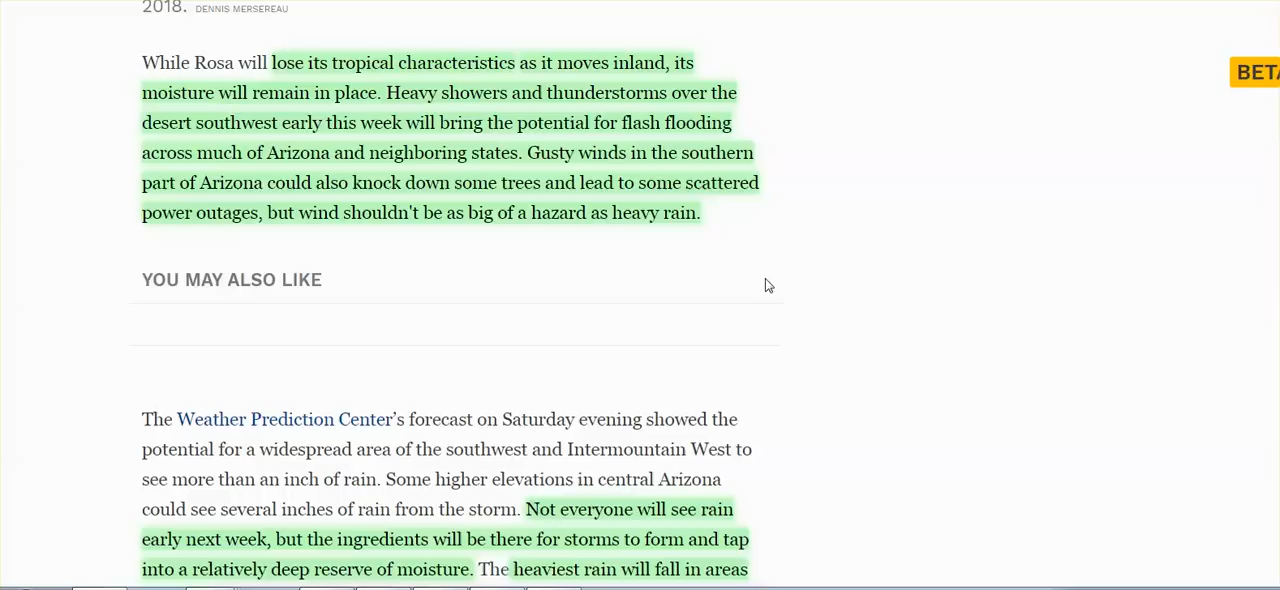 2018. DENNIS MERSEREAU
While Rosa will lose its tropical characteristics as it moves inland, its
moisture will remain in place. Heavy showers and thunderstorms over the
desert southwest early this week will bring the potential for flash flooding
across much of Arizona and neighboring states. Gusty winds in the southern
part of Arizona could also knock down some trees and lead to some scattered
power outages, but wind shouldn't be as big of a hazard as heavy rain.
YOU MAY ALSO LIKE
The Weather Prediction Center’s forecast on Saturday evening showed the
potential for a widespread area of the southwest and Intermountain West to
see more than an inch of rain. Some higher elevations in central Arizona
could see several inches of rain from the storm. Not everyone will see rain
early next week, but the ingredients will be there for storms to form and tap
into a relatively deep reserve of moisture. The heaviest rain will fall in areas